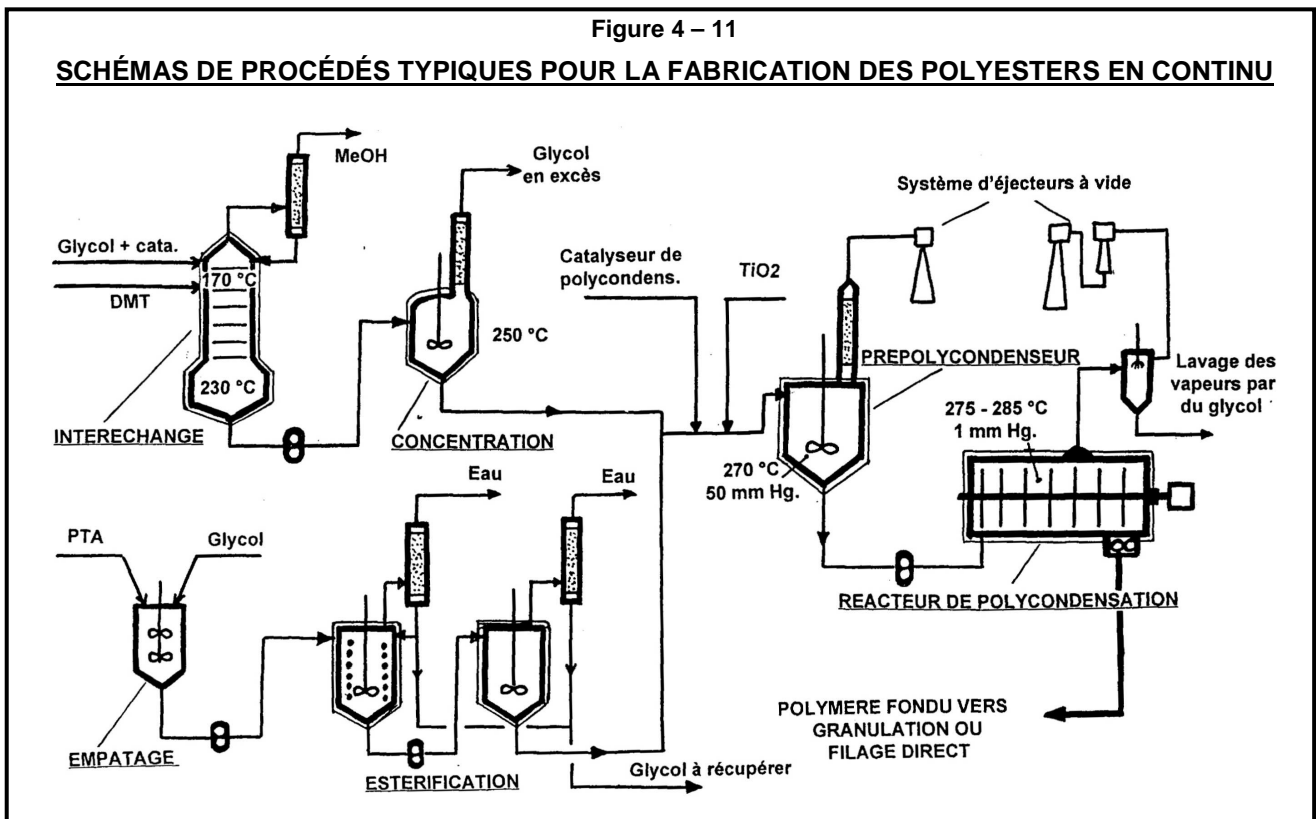 Figure 4 – 11
SCHÉMAS DE PROCÉDÉS TYPIQUES POUR LA FABRICATION DES POLYESTERS EN CONTINU
MeOH
Glycol + cata.
170 °C
DMT
230 °C
INTERECHANGE
Glycol
en excès
250 °C
CONCENTRATION
Catalyseur de
polycondens.
TiO2
Système d'éjecteurs à vide
PREPOLYCONDENSEUR
270 °C
50 mm Hg.
Lavage des
vapeurs par
du glycol
275 - 285 °C
1 mm Hg.
REACTEUR DE POLYCONDENSATION
PTA
Glycol
EMPATAGE
Eau
Eau
ESTERIFICATION
Glycol à récupérer
POLYMERE FONDU VERS
GRANULATION OU
FILAGE DIRECT